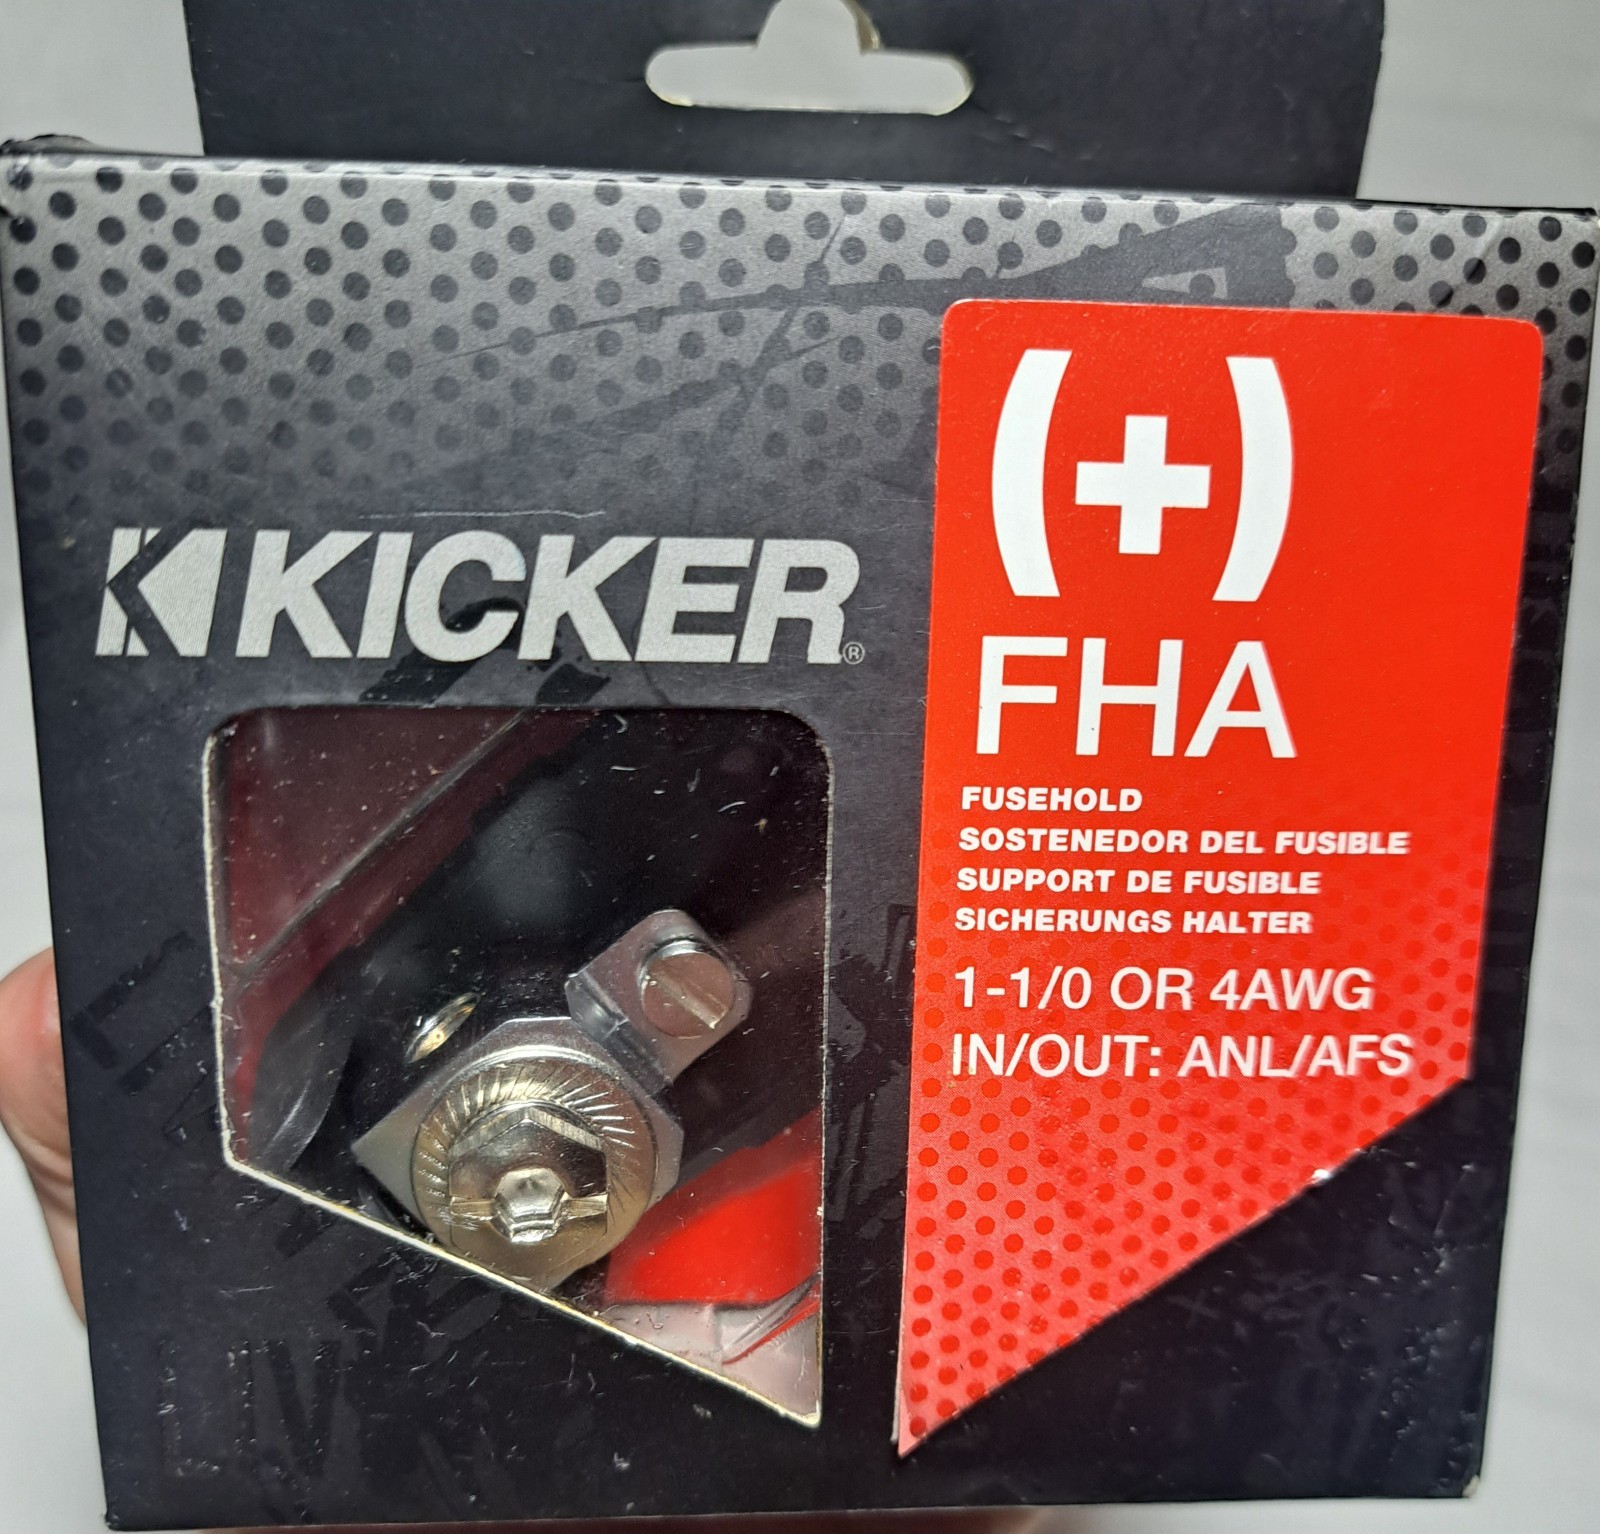 KICKER®
(+)
FHA
FUSEHOLD
SOSTENEDOR DEL FUSIBLE
SUPPORT DE FUSIBLE
SICHERUNGS HALTER
1-1/0 OR 4AWG
IN/OUT: ANL/AFS
LIV